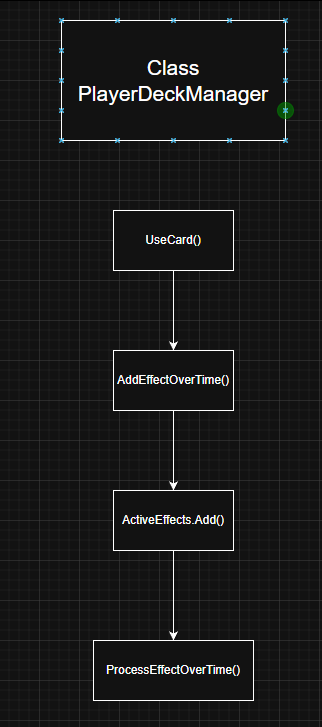 Class
PlayerDeckManager
UseCard()
AddEffectOverTime()
ActiveEffects.Add()
ProcessEffectOverTime()